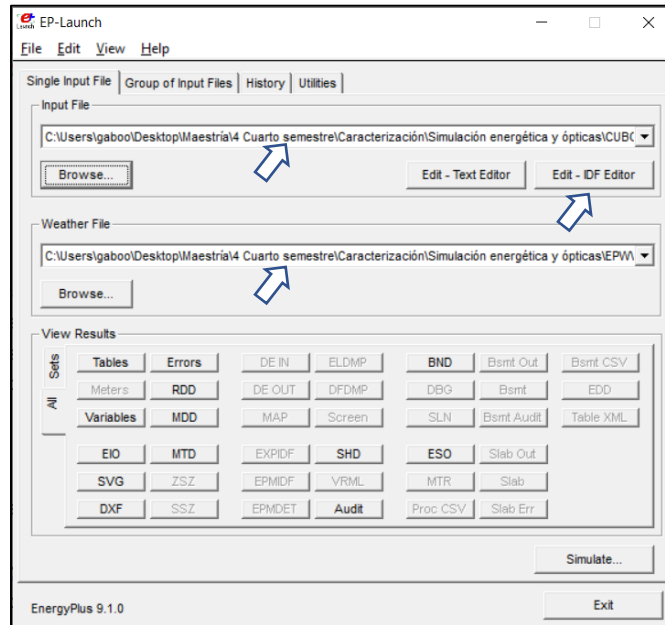 EP-Launch
File Edit View Help
Single Input File Group of Input Files History Utilities
Input File
C:\Users\gaboo\Desktop\Maestría\4 Cuarto semestre\Caracterización\Simulación energética y ópticas\CUBO
Browse... Edit - Text Editor Edit - IDF Editor
Weather File
C:\Users\gaboo\Desktop\Maestría\4 Cuarto semestre\Caracterización\Simulación energética y ópticas\EPW\
Browse...
View Results
Sets
All
Tables Errors DE IN ELDMP BND Bsmt Out Bsmt CSV
Meters RDD DE OUT DFDMP DBG Bsmt EDD
Variables MDD MAP Screen SLN Bsmt Audit Table XML
EIO MTD EXPIDF SHD ESO Slab Out
SVG ZSZ EPMIDF VRML MTR Slab
DXF SSZ EPMDET Audit Proc CSV Slab Err
Simulate...
EnergyPlus 9.1.0 Exit